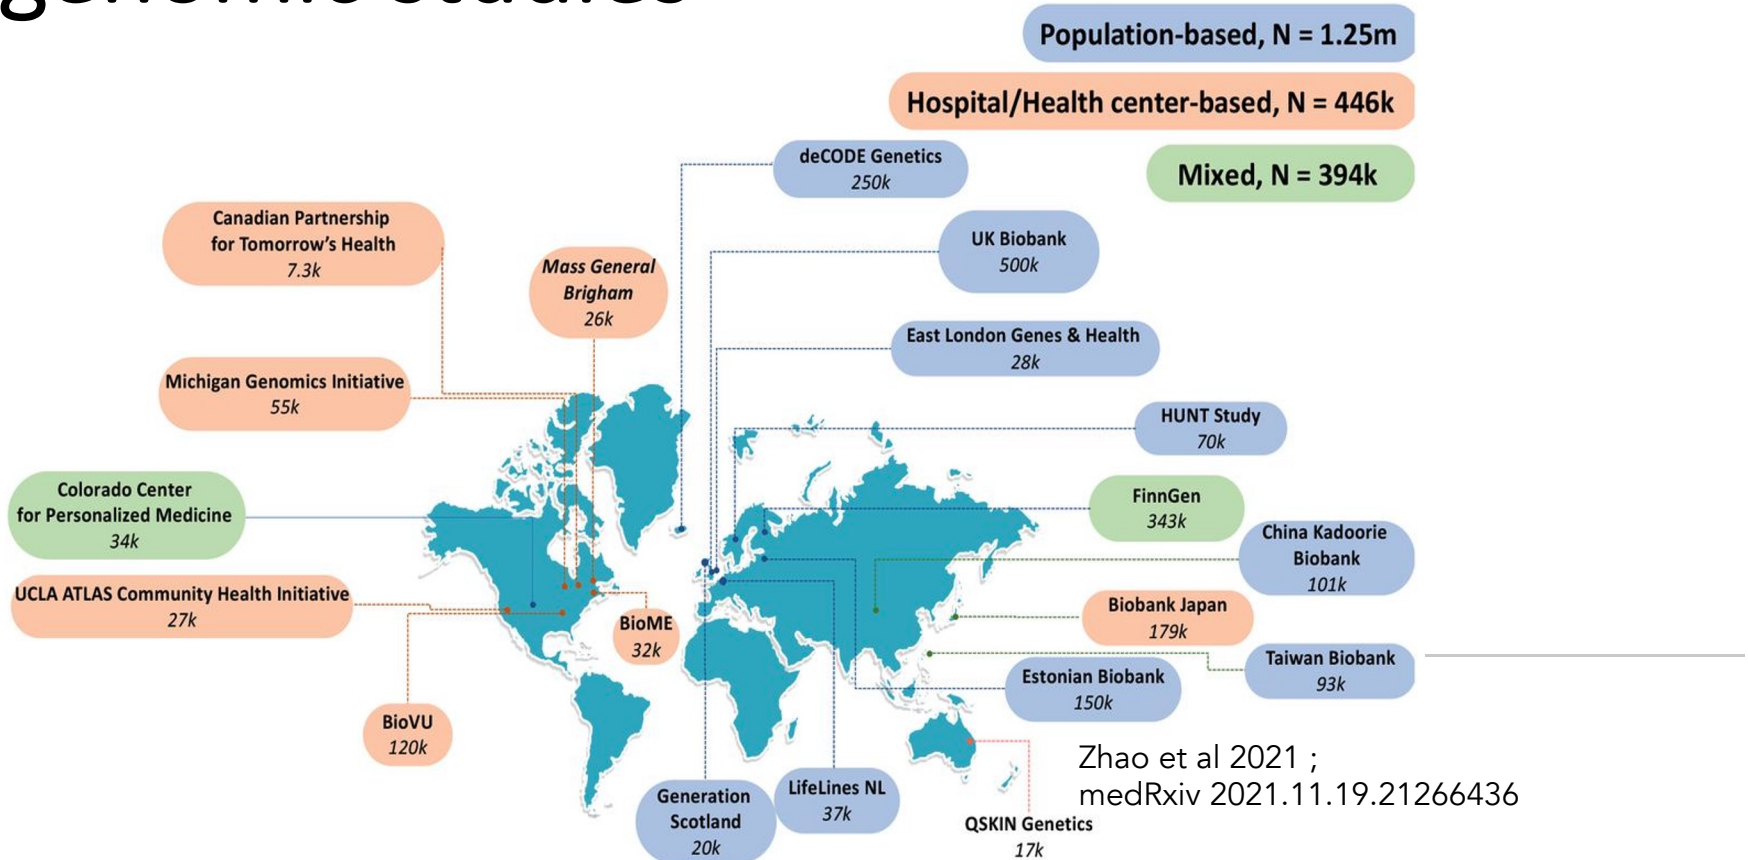 genomic studies
Population-based, N = 1.25m
Hospital/Health center-based, N = 446k
Mixed, N = 394k
deCODE Genetics
250k
Canadian Partnership
for Tomorrow's Health
7.3k
UK Biobank
500k
Mass General
Brigham
26k
East London Genes & Health
28k
Michigan Genomics Initiative
55k
HUNT Study
70k
Colorado Center
for Personalized Medicine
34k
FinnGen
343k
China Kadoorie
Biobank
101k
UCLA ATLAS Community Health Initiative
27k
BioME
32k
Biobank Japan
179k
Taiwan Biobank
93k
Estonian Biobank
150k
BioVU
120k
Generation
Scotland
20k
LifeLines NL
37k
QSKIN Genetics
17k
Zhao et al 2021 ;
medRxiv 2021.11.19.21266436